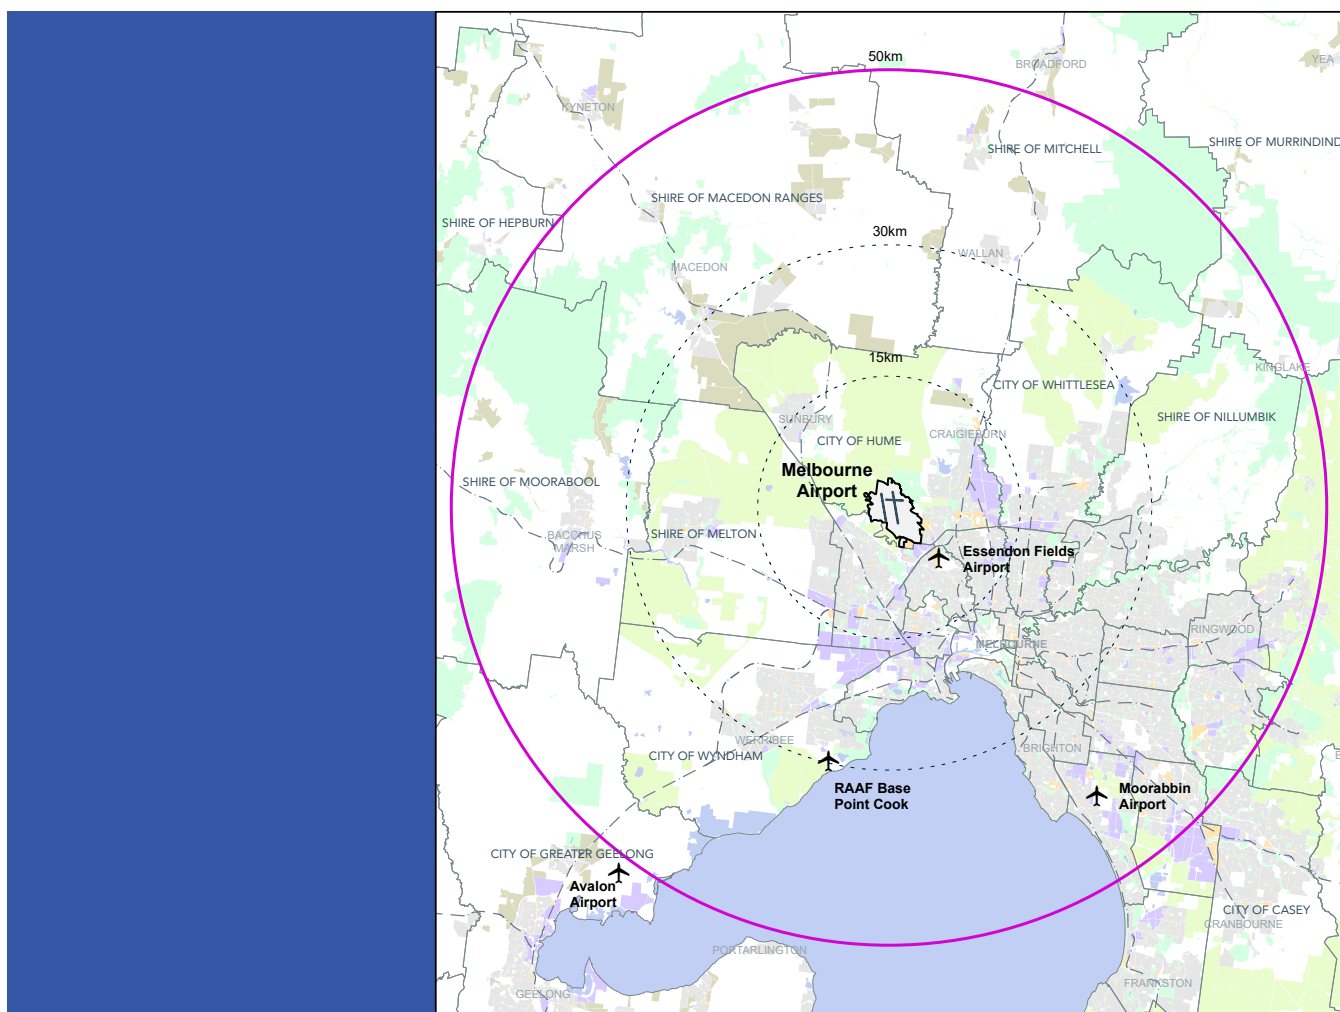 50km
BROADFORD
YEA
KYNETON
SHIRE OF MITCHELL
SHIRE OF MURRINDIND
SHIRE OF MACEDON RANGES
SHIRE OF HEPBURN
30km
WALLAN
MACEDON
15km
KINGLAKE
CITY OF WHITTLESEA
SHIRE OF NILLUMBIK
SUNBURY
CITY OF HUME
CRAIGIEBURN
Melbourne
Airport
SHIRE OF MOORABOOL
BACCHUS
MARSH
SHIRE OF MELTON
Essendon Fields
Airport
RINGWOOD
MELBOURNE
WERRIBEE
CITY OF WYNDHAM
BRIGHTON
RAAF Base
Point Cook
Moorabbin
Airport
CITY OF GREATER GEELONG
Avalon
Airport
CITY OF CASEY
CRANBOURNE
PORTARLINGTON
FRANKSTON
GEELONG